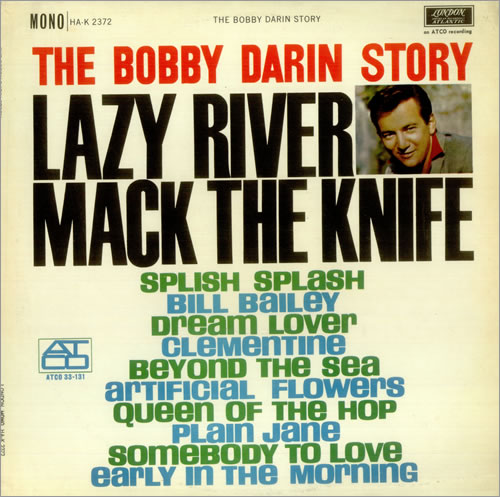 MONO HA-K 2372
THE BOBBY DARIN STORY
LONDON
ATLANTIC
an ATCO recording
THE BOBBY DARIN STORY
LAZY RIVER
MACK THE KNIFE
SPLISH SPLASH
BILL BAILEY
DREAM LOVER
CLEMENTINE
BEYOND THE SEA
ARTIFICIAL FLOWERS
QUEEN OF THE HOP
PLAIN JANE
SOMEBODY TO LOVE
EARLY IN THE MORNING
ATCO
ATCO 33-131